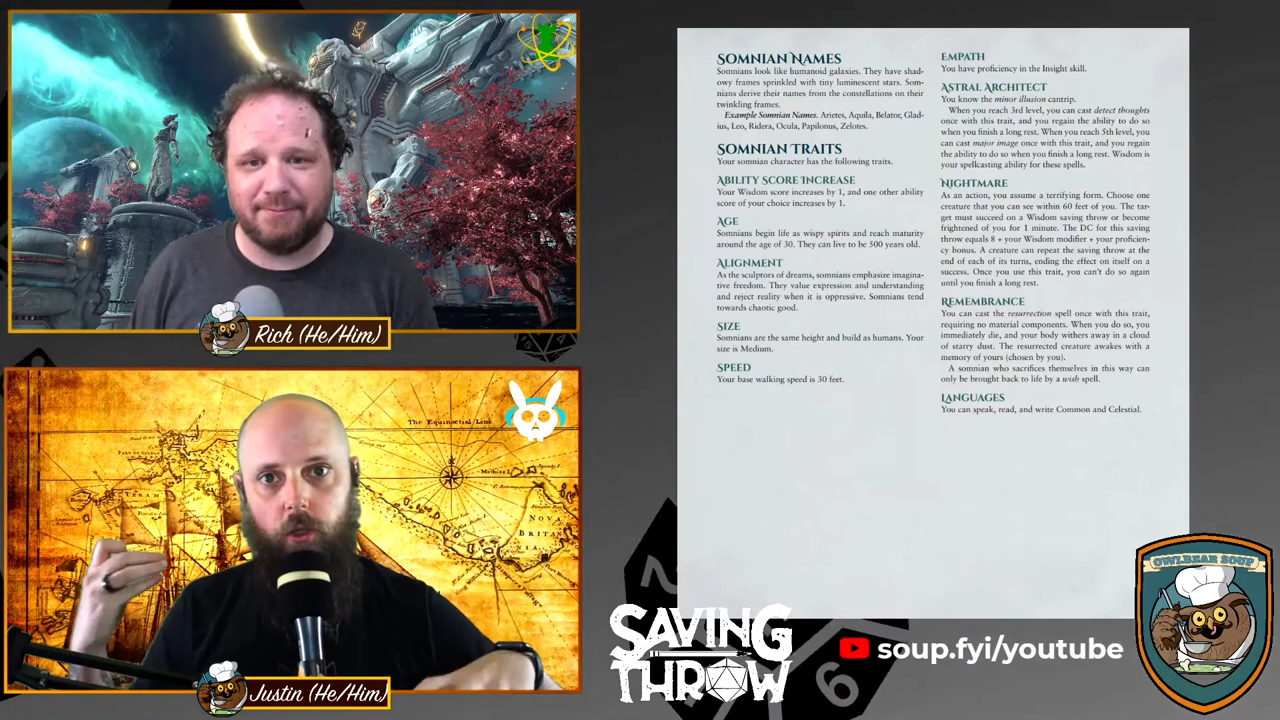 Rich (He/Him)
The Equinoctial Line
Justin (He/Him)
SOMNIAN NAMES
Somnians look like humanoid galaxies. They have shad-
owy frames sprinkled with tiny luminescent stars. Som-
nians derive their names from the constellations on their
twinkling frames.
Example Somnian Names. Arietes, Aquila, Belator, Glad-
ius, Leo, Ridera, Ocula, Papilonus, Zelotes.
SOMNIAN TRAITS
Your somnian character has the following traits.
ABILITY SCORE INCREASE
Your Wisdom score increases by 1, and one other ability
score of your choice increases by 1.
AGE
Somnians begin life as wispy spirits and reach maturity
around the age of 30. They can live to be 500 years old.
ALIGNMENT
As the sculptors of dreams, somnians emphasize imagina-
tive freedom. They value expression and understanding
and reject reality when it is oppressive. Somnians tend
towards chaotic good.
SIZE
Somnians are the same height and build as humans. Your
size is Medium.
SPEED
Your base walking speed is 30 feet.
EMPATH
You have proficiency in the Insight skill.
ASTRAL ARCHITECT
You know the minor illusion cantrip.
When you reach 3rd level, you can cast detect thoughts
once with this trait, and you regain the ability to do so
when you finish a long rest. When you reach 5th level, you
can cast major image once with this trait, and you regain
the ability to do so when you finish a long rest. Wisdom is
your spellcasting ability for these spells.
NIGHTMARE
As an action, you assume a terrifying form. Choose one
creature that you can see within 60 feet of you. The tar-
get must succeed on a Wisdom saving throw or become
frightened of you for 1 minute. The DC for this saving
throw equals 8 + your Wisdom modifier + your proficien-
cy bonus. A creature can repeat the saving throw at the
end of each of its turns, ending the effect on itself on a
success. Once you use this trait, you can't do so again
until you finish a long rest.
REMEMBRANCE
You can cast the resurrection spell once with this trait,
requiring no material components. When you do so, you
immediately die, and your body withers away in a cloud
of starry dust. The resurrected creature awakes with a
memory of yours (chosen by you).
A somnian who sacrifices themselves in this way can
only be brought back to life by a wish spell.
LANGUAGES
You can speak, read, and write Common and Celestial.
SAVING
THROW
soup.fyi/youtube
OWLBEAR SOUP
2
6